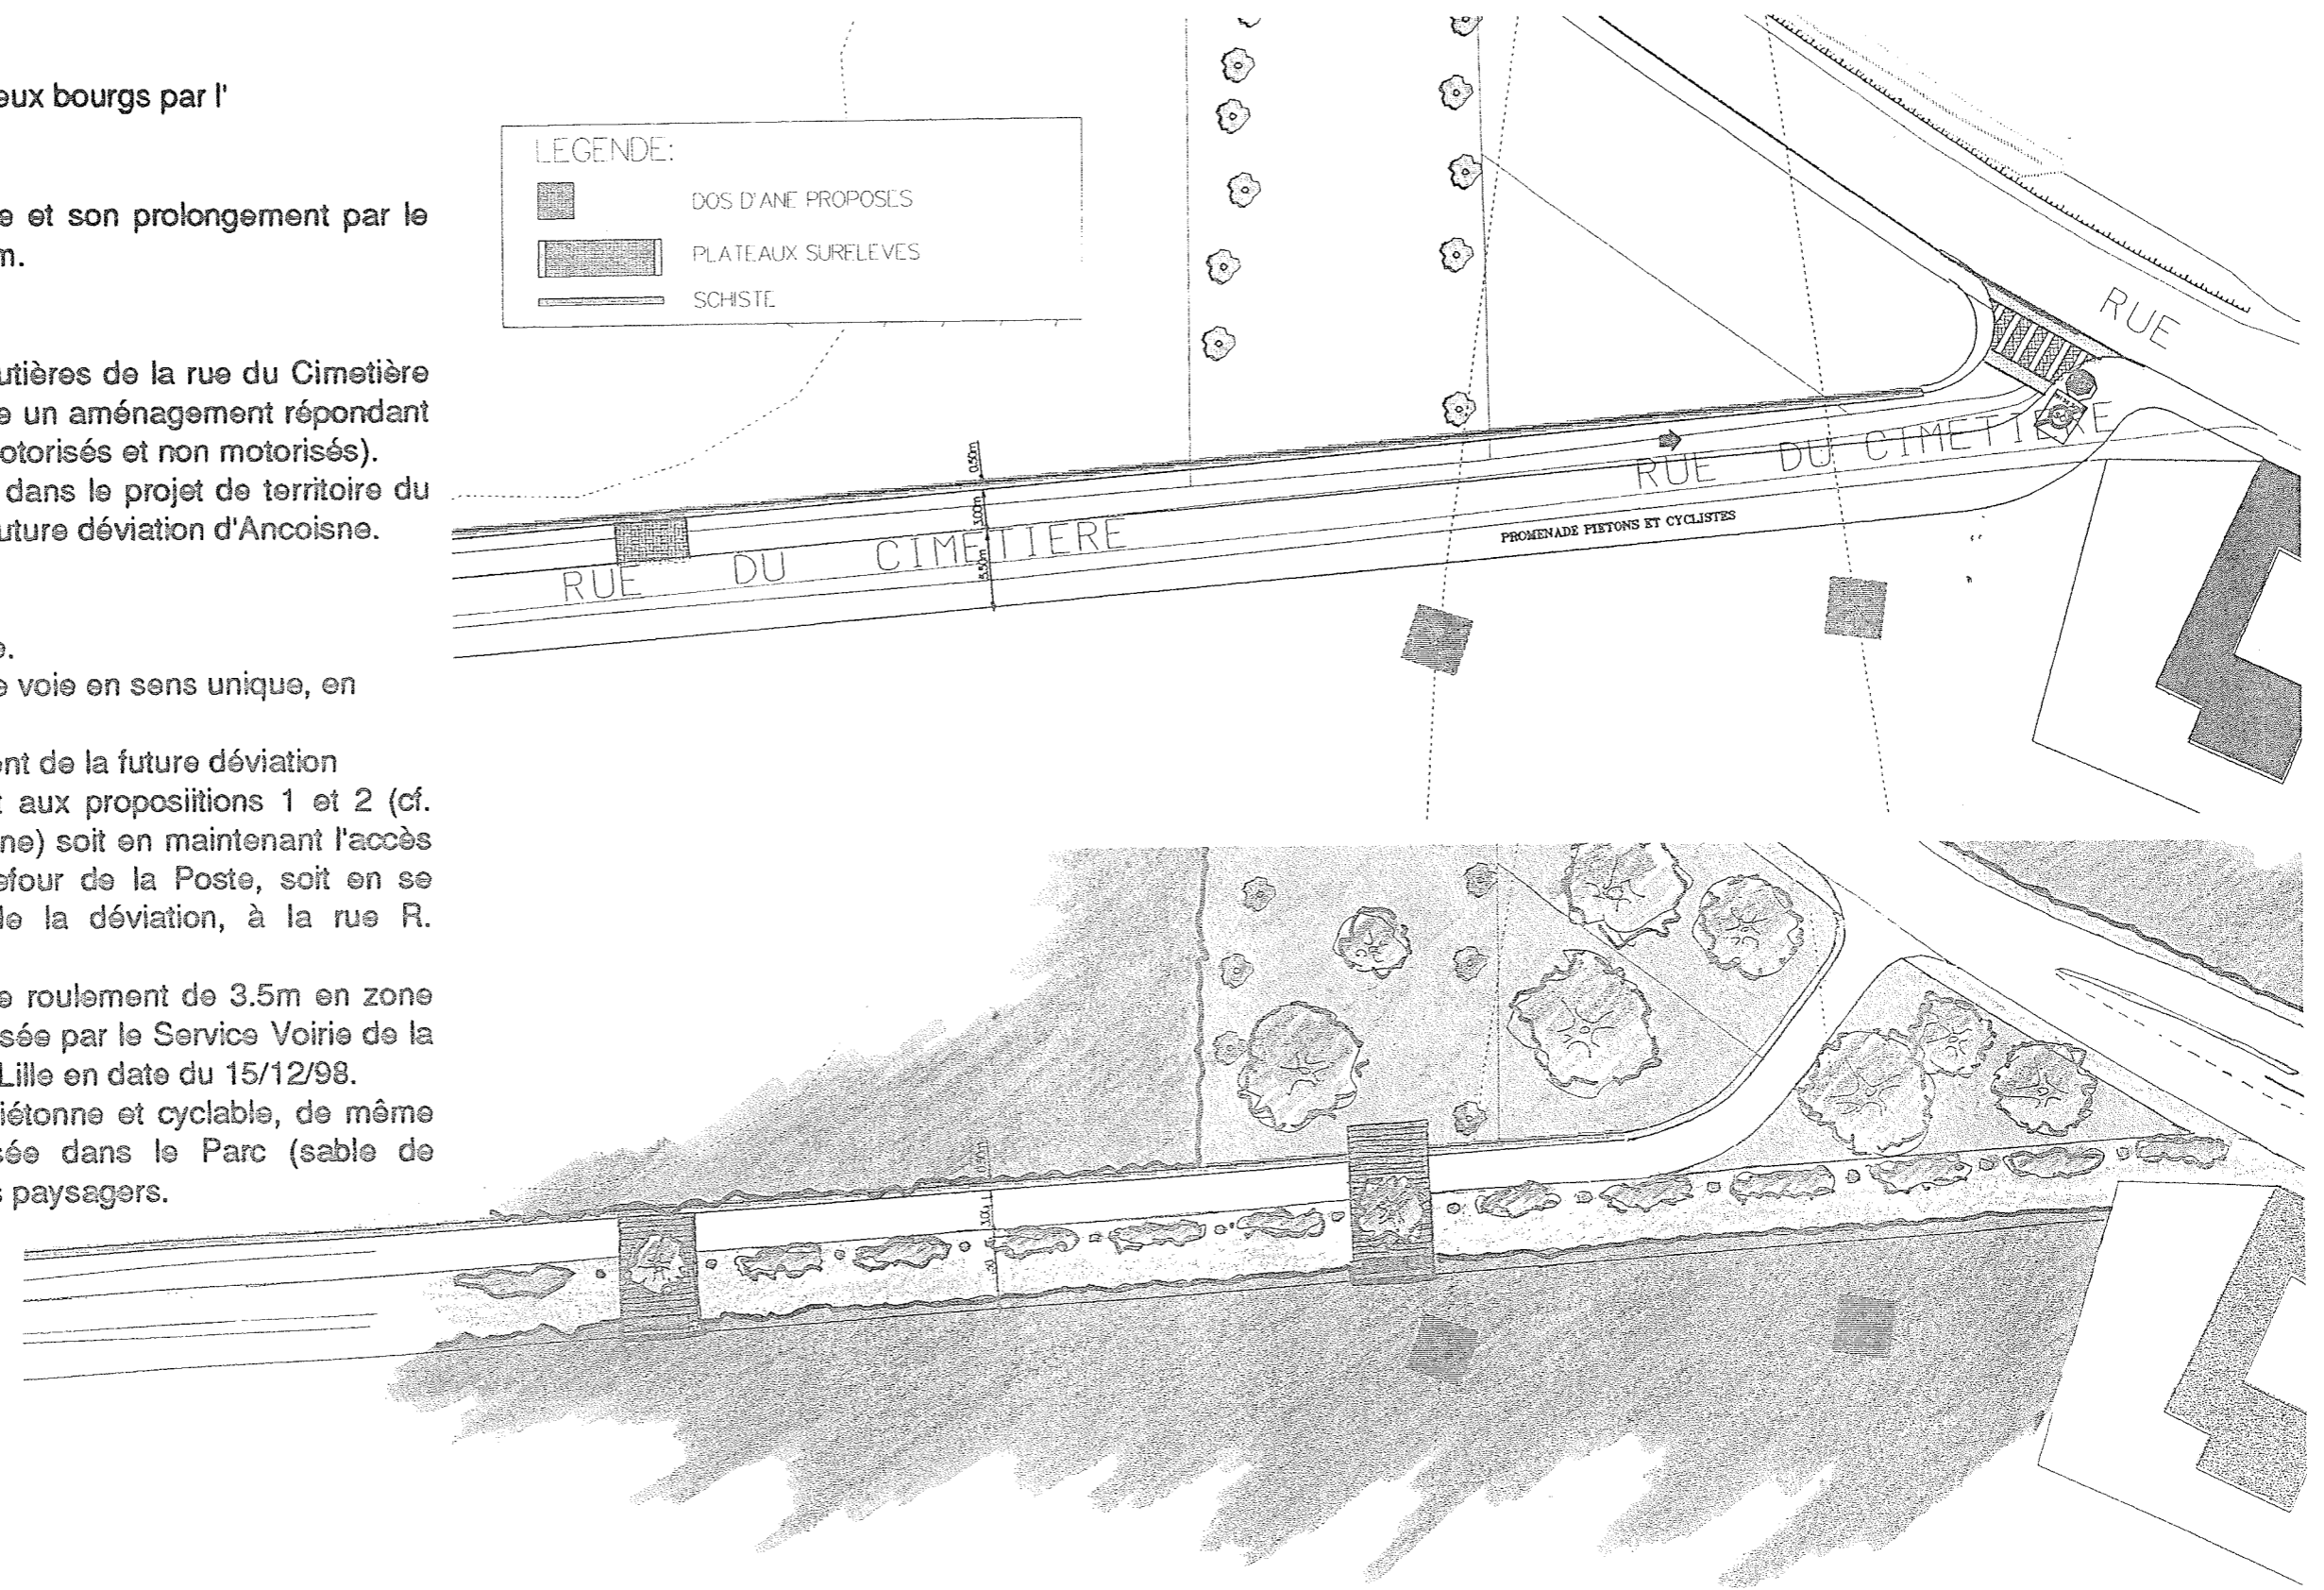 eux bourgs par l'
e et son prolongement par le
m.
utières de la rue du Cimetière
e un aménagement répondant
otorisés et non motorisés).
dans le projet de territoire du
uture déviation d'Ancoisne.
e.
e voie en sens unique, en
ent de la future déviation
t aux proposiitions 1 et 2 (cf.
ne) soit en maintenant l'accès
efour de la Poste, soit en se
de la déviation, à la rue R.
e roulement de 3.5m en zone
sée par le Service Voirie de la
Lille en date du 15/12/98.
iétonne et cyclable, de même
sée dans le Parc (sable de
s paysagers.
LEGENDE:
DOS D'ANE PROPOSES
PLATEAUX SURELEVES
SCHISTE
RUE
RUE DU CIMETIERE
PROMENADE PIETONS ET CYCLISTES
0.50m
3.00m
RUE DU CIMETIERE